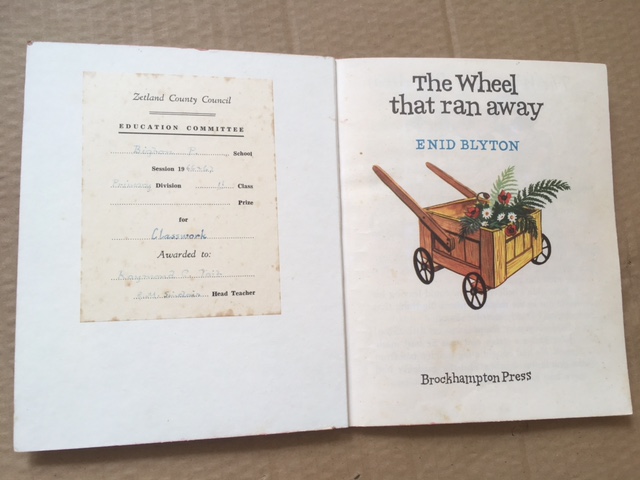 Zetland County Council
EDUCATION COMMITTEE
School
Session 19
Primary Division Class
Prize
for
Classwork
Awarded to:
Head Teacher
The Wheel
that ran away
ENID BLYTON
Brockhampton Press